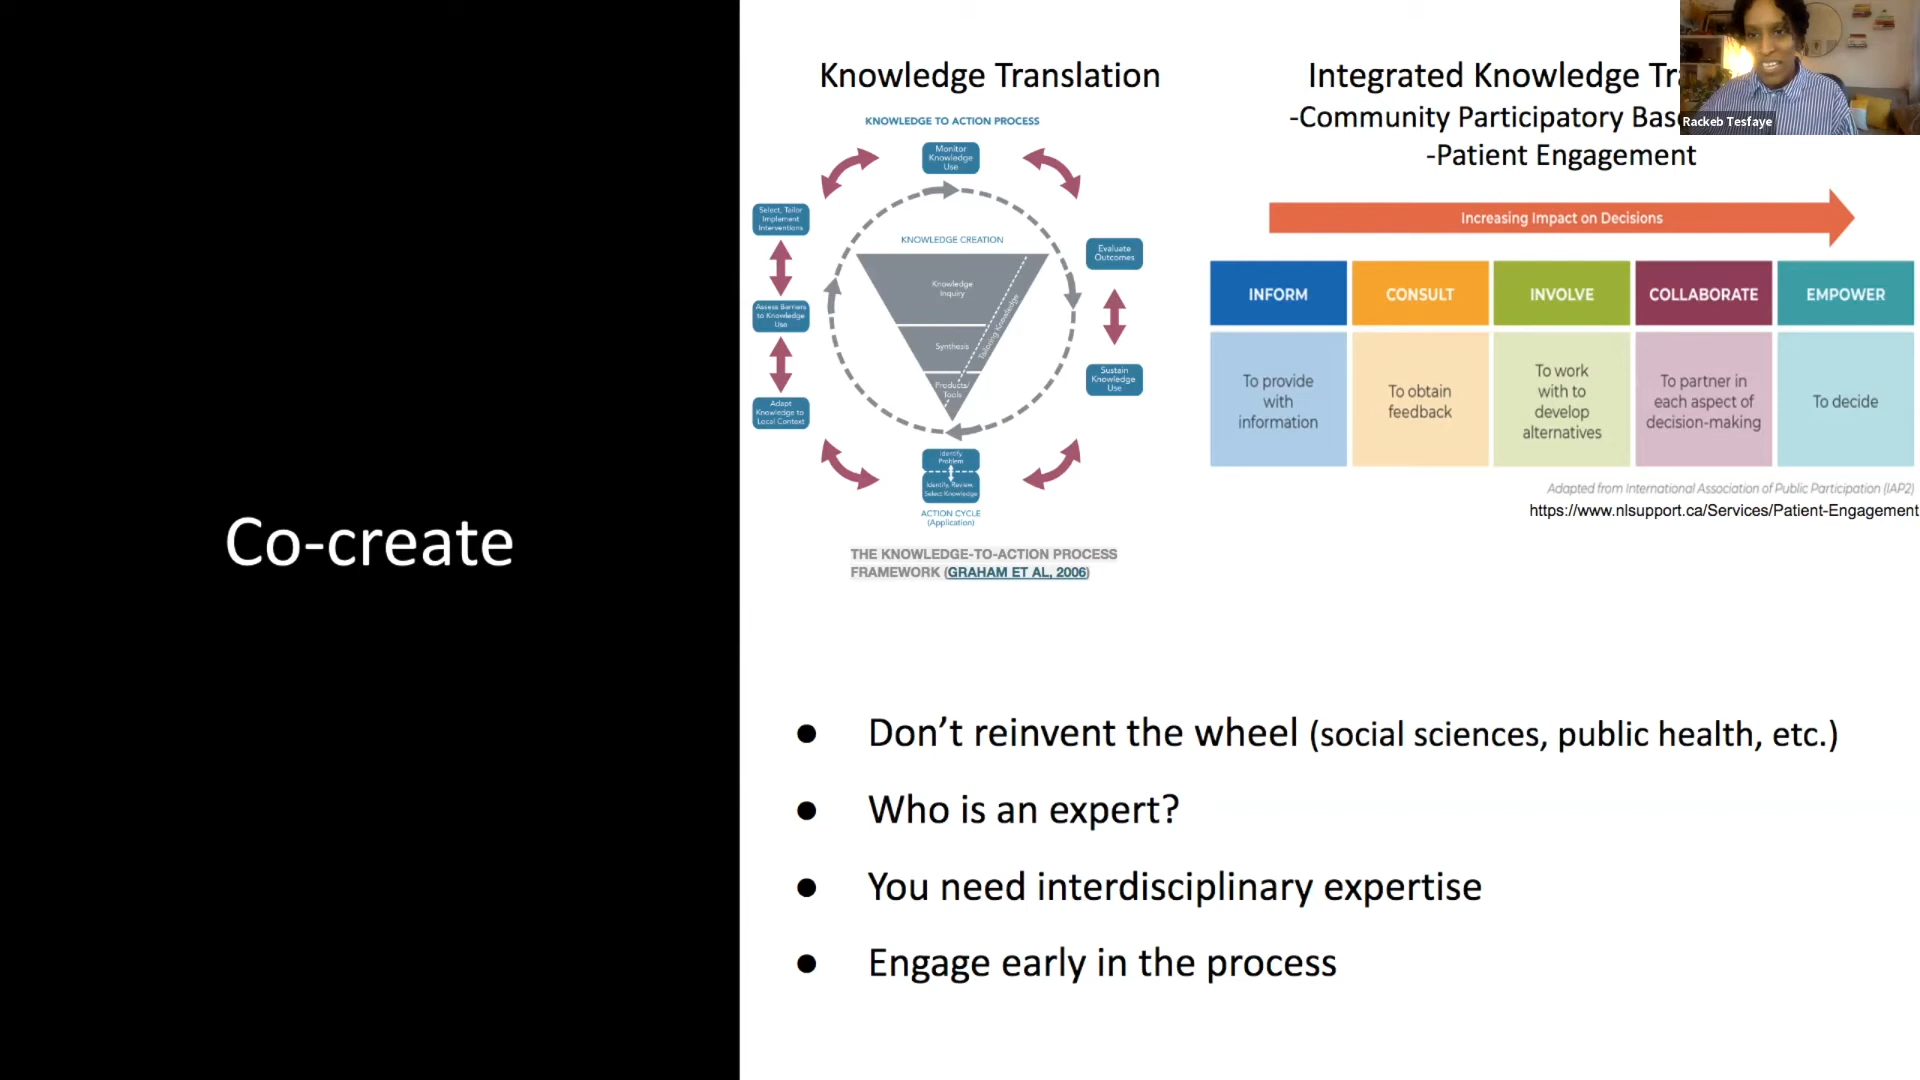 Co-create
Knowledge Translation
KNOWLEDGE TO ACTION PROCESS
Monitor
Knowledge
Use
Select, Tailor
Implement
Interventions
KNOWLEDGE CREATION
Evaluate
Outcomes
Knowledge
Inquiry
Tailoring Knowledge
Assess Barriers
to Knowledge
Use
Synthesis
Sustain
Knowledge
Use
Products/
Tools
Adapt
Knowledge to
Local Context
Identify
Problem
Identify, Review,
Select Knowledge
ACTION CYCLE
(Application)
THE KNOWLEDGE-TO-ACTION PROCESS
FRAMEWORK (GRAHAM ET AL, 2006)
Integrated Knowledge
-Community Participatory
-Patient Engagement
Rackeb Tesfaye
Increasing Impact on Decisions
INFORM
CONSULT
INVOLVE
COLLABORATE
EMPOWER
To provide
with
information
To obtain
feedback
To work
with to
develop
alternatives
To partner in
each aspect of
decision-making
To decide
Adapted from International Association of Public Participation (IAP2)
https://www.nlsupport.ca/Services/Patient-Engagement
● Don’t reinvent the wheel (social sciences, public health, etc.)
● Who is an expert?
● You need interdisciplinary expertise
● Engage early in the process